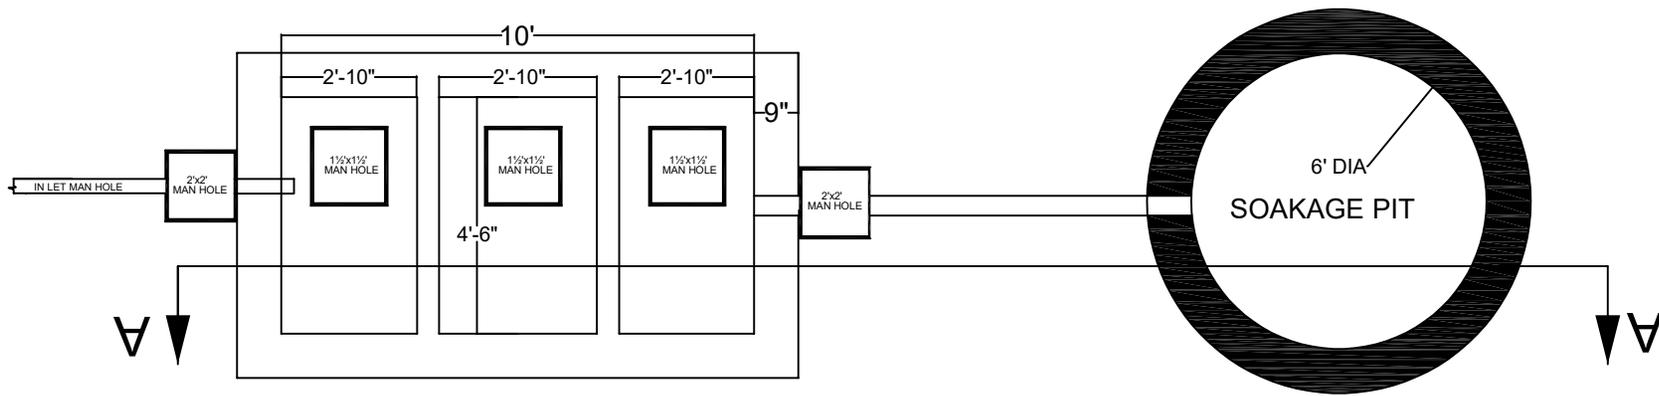 10'
2'-10"
2'-10"
2'-10"
9"
1½'x1½'
MAN HOLE
1½'x1½'
MAN HOLE
1½'x1½'
MAN HOLE
6' DIA
IN LET MAN HOLE
2'x2'
MAN HOLE
2'x2'
MAN HOLE
SOAKAGE PIT
4'-6"
A
A